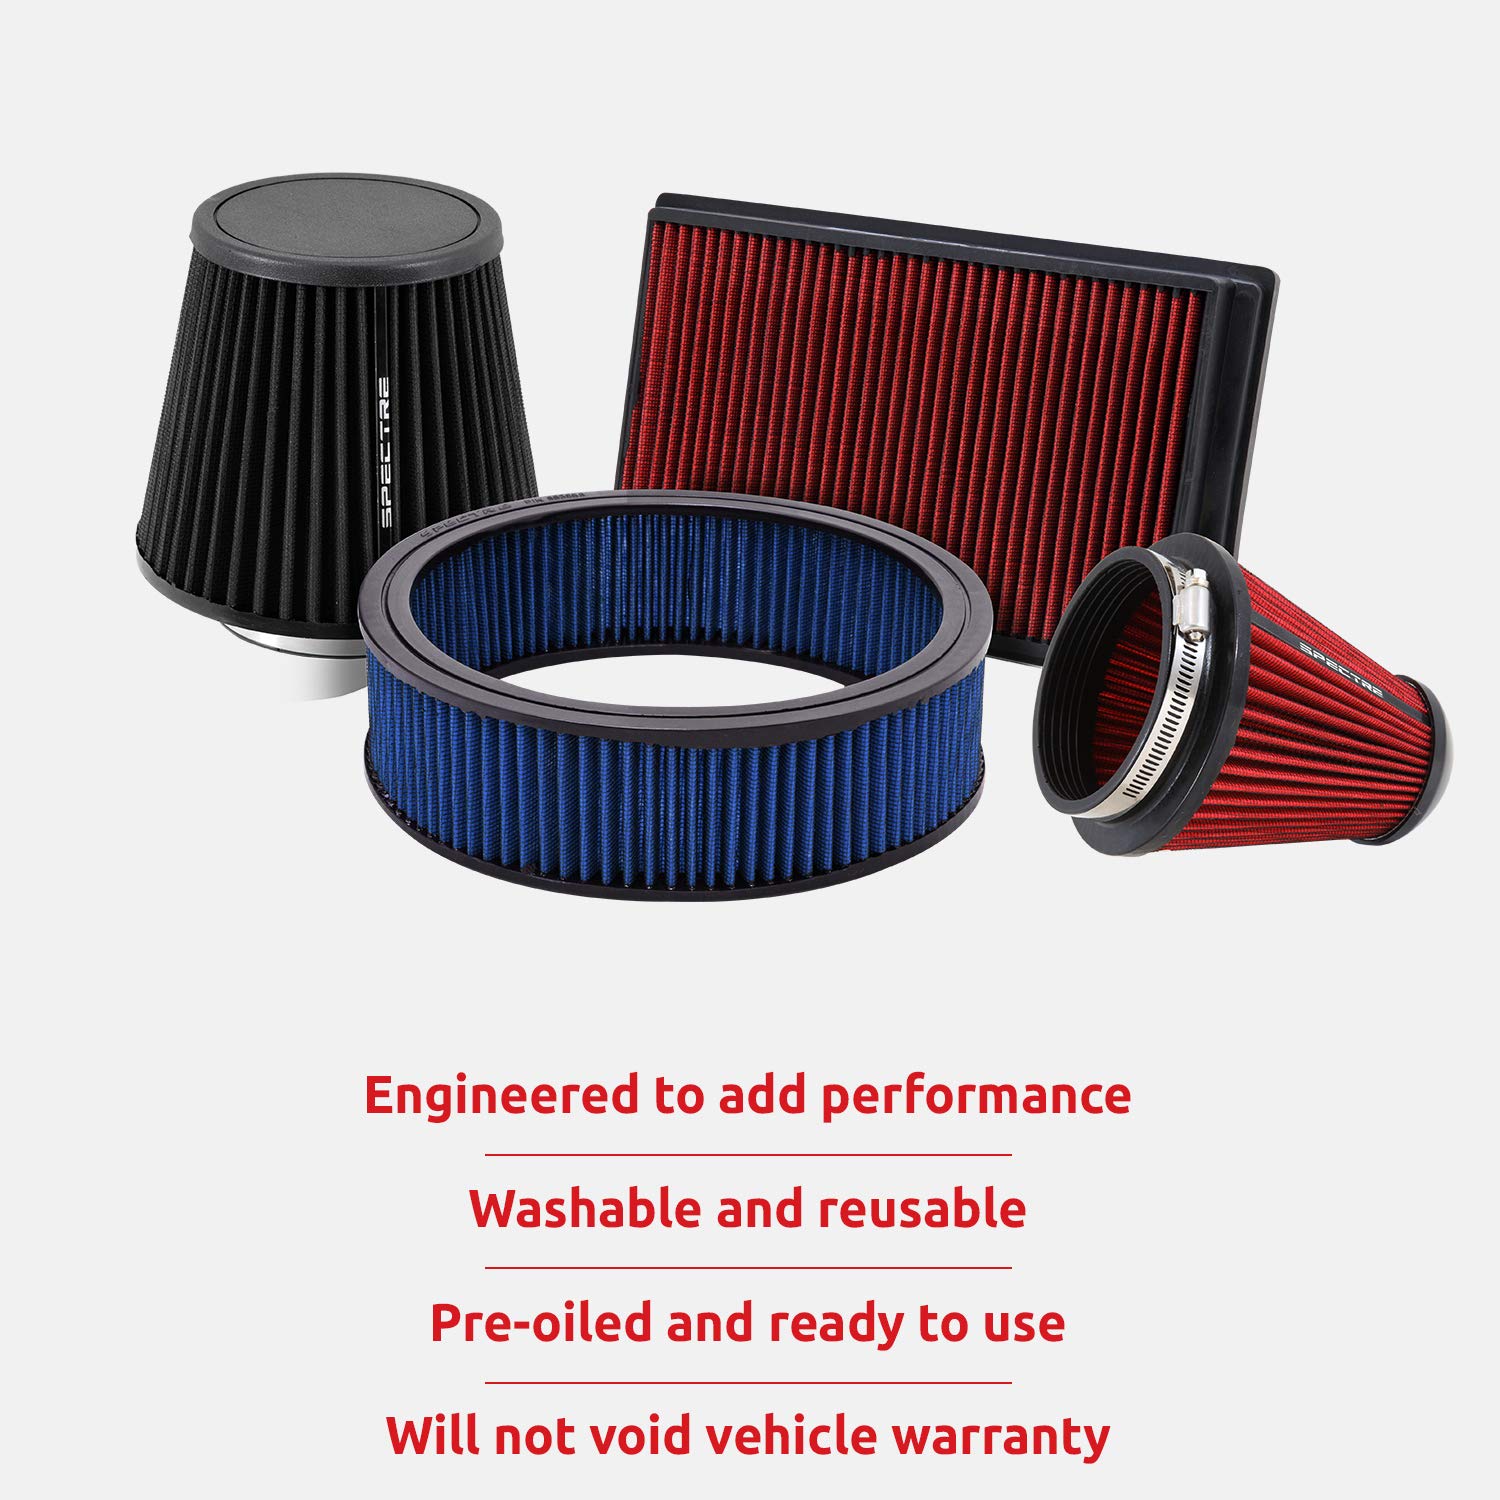 SPECTRE
SPECTRE
SPECTRE
Engineered to add performance
Washable and reusable
Pre-oiled and ready to use
Will not void vehicle warranty